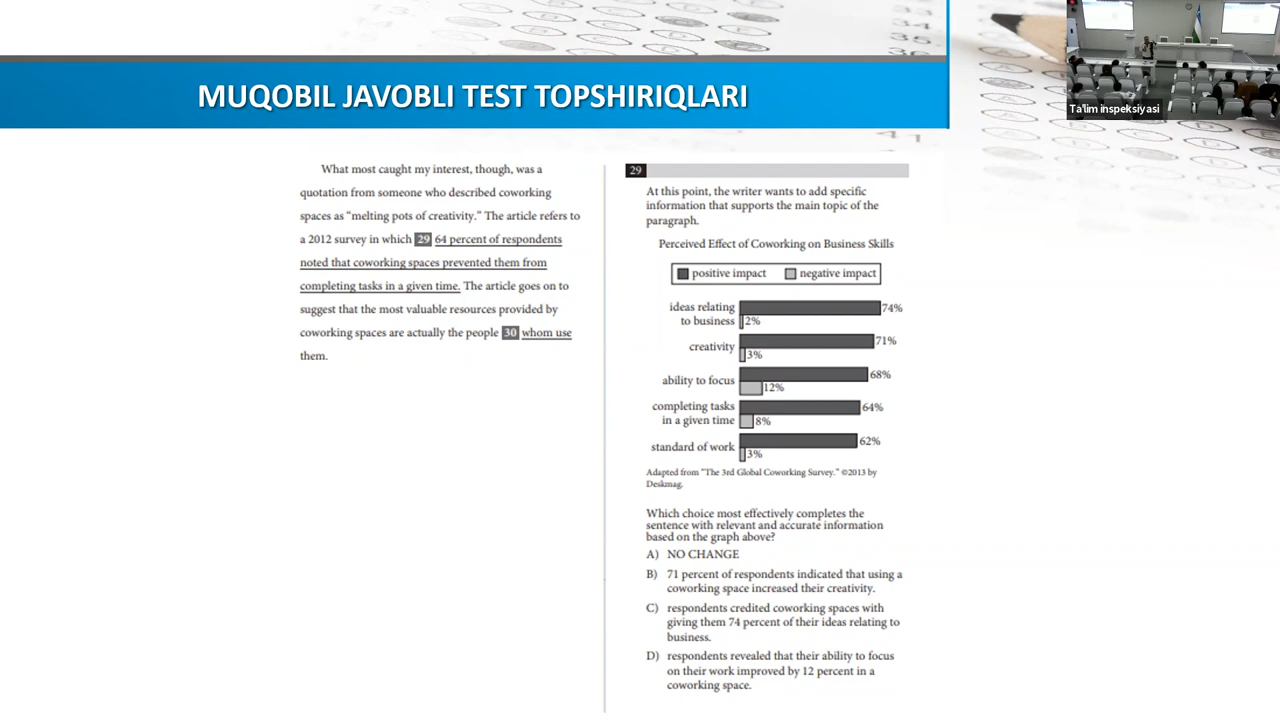 MUQOBIL JAVOBLI TEST TOPSHIRIQLARI
Ta'lim inspeksiyasi
What most caught my interest, though, was a
quotation from someone who described coworking
spaces as “melting pots of creativity.” The article refers to
a 2012 survey in which 29 64 percent of respondents
noted that coworking spaces prevented them from
completing tasks in a given time. The article goes on to
suggest that the most valuable resources provided by
coworking spaces are actually the people 30 whom use
them.
29
At this point, the writer wants to add specific
information that supports the main topic of the
paragraph.
Perceived Effect of Coworking on Business Skills
positive impact negative impact
ideas relating
to business
74%
2%
creativity
71%
3%
ability to focus
68%
12%
completing tasks
in a given time
64%
8%
standard of work
62%
3%
Adapted from “The 3rd Global Coworking Survey.” ©2013 by
Deskmag.
Which choice most effectively completes the
sentence with relevant and accurate information
based on the graph above?
A) NO CHANGE
B) 71 percent of respondents indicated that using a
coworking space increased their creativity.
C) respondents credited coworking spaces with
giving them 74 percent of their ideas relating to
business.
D) respondents revealed that their ability to focus
on their work improved by 12 percent in a
coworking space.